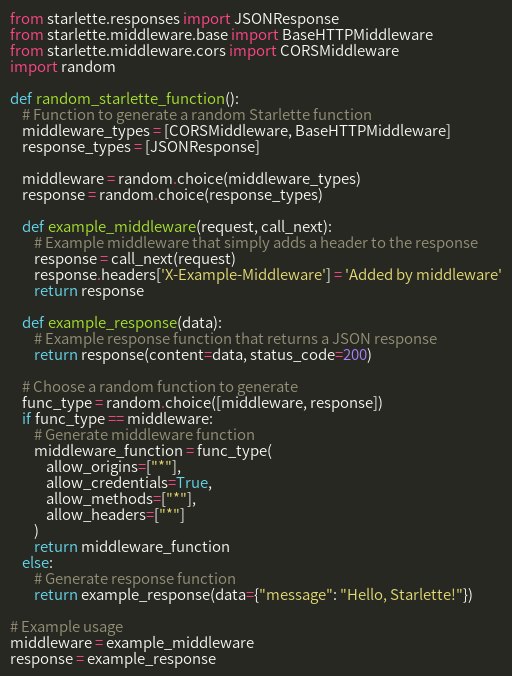 from starlette.responses import JSONResponse
from starlette.middleware.base import BaseHTTPMiddleware
from starlette.middleware.cors import CORSMiddleware
import random

def random_starlette_function():
    # Function to generate a random Starlette function
    middleware_types = [CORSMiddleware, BaseHTTPMiddleware]
    response_types = [JSONResponse]

    middleware = random.choice(middleware_types)
    response = random.choice(response_types)

    def example_middleware(request, call_next):
        # Example middleware that simply adds a header to the response
        response = call_next(request)
        response.headers['X-Example-Middleware'] = 'Added by middleware'
        return response

    def example_response(data):
        # Example response function that returns a JSON response
        return response(content=data, status_code=200)

    # Choose a random function to generate
    func_type = random.choice([middleware, response])
    if func_type == middleware:
        # Generate middleware function
        middleware_function = func_type(
            allow_origins=["*"],
            allow_credentials=True,
            allow_methods=["*"],
            allow_headers=["*"]
        )
        return middleware_function
    else:
        # Generate response function
        return example_response(data={"message": "Hello, Starlette!"})

# Example usage
middleware = example_middleware
response = example_response